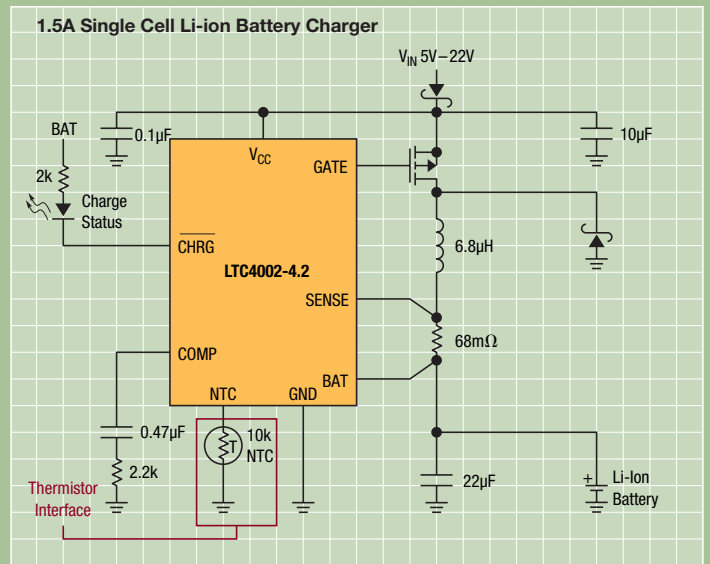 1.5A Single Cell Li-ion Battery Charger
VIN 5V–22V
BAT
0.1µF
10µF
VCC
GATE
2k
Charge
Status
CHRG
6.8µH
LTC4002-4.2
SENSE
68mΩ
COMP
BAT
NTC
GND
0.47µF
T
10k
NTC
2.2k
22µF
+
Li-Ion
Battery
Thermistor
Interface